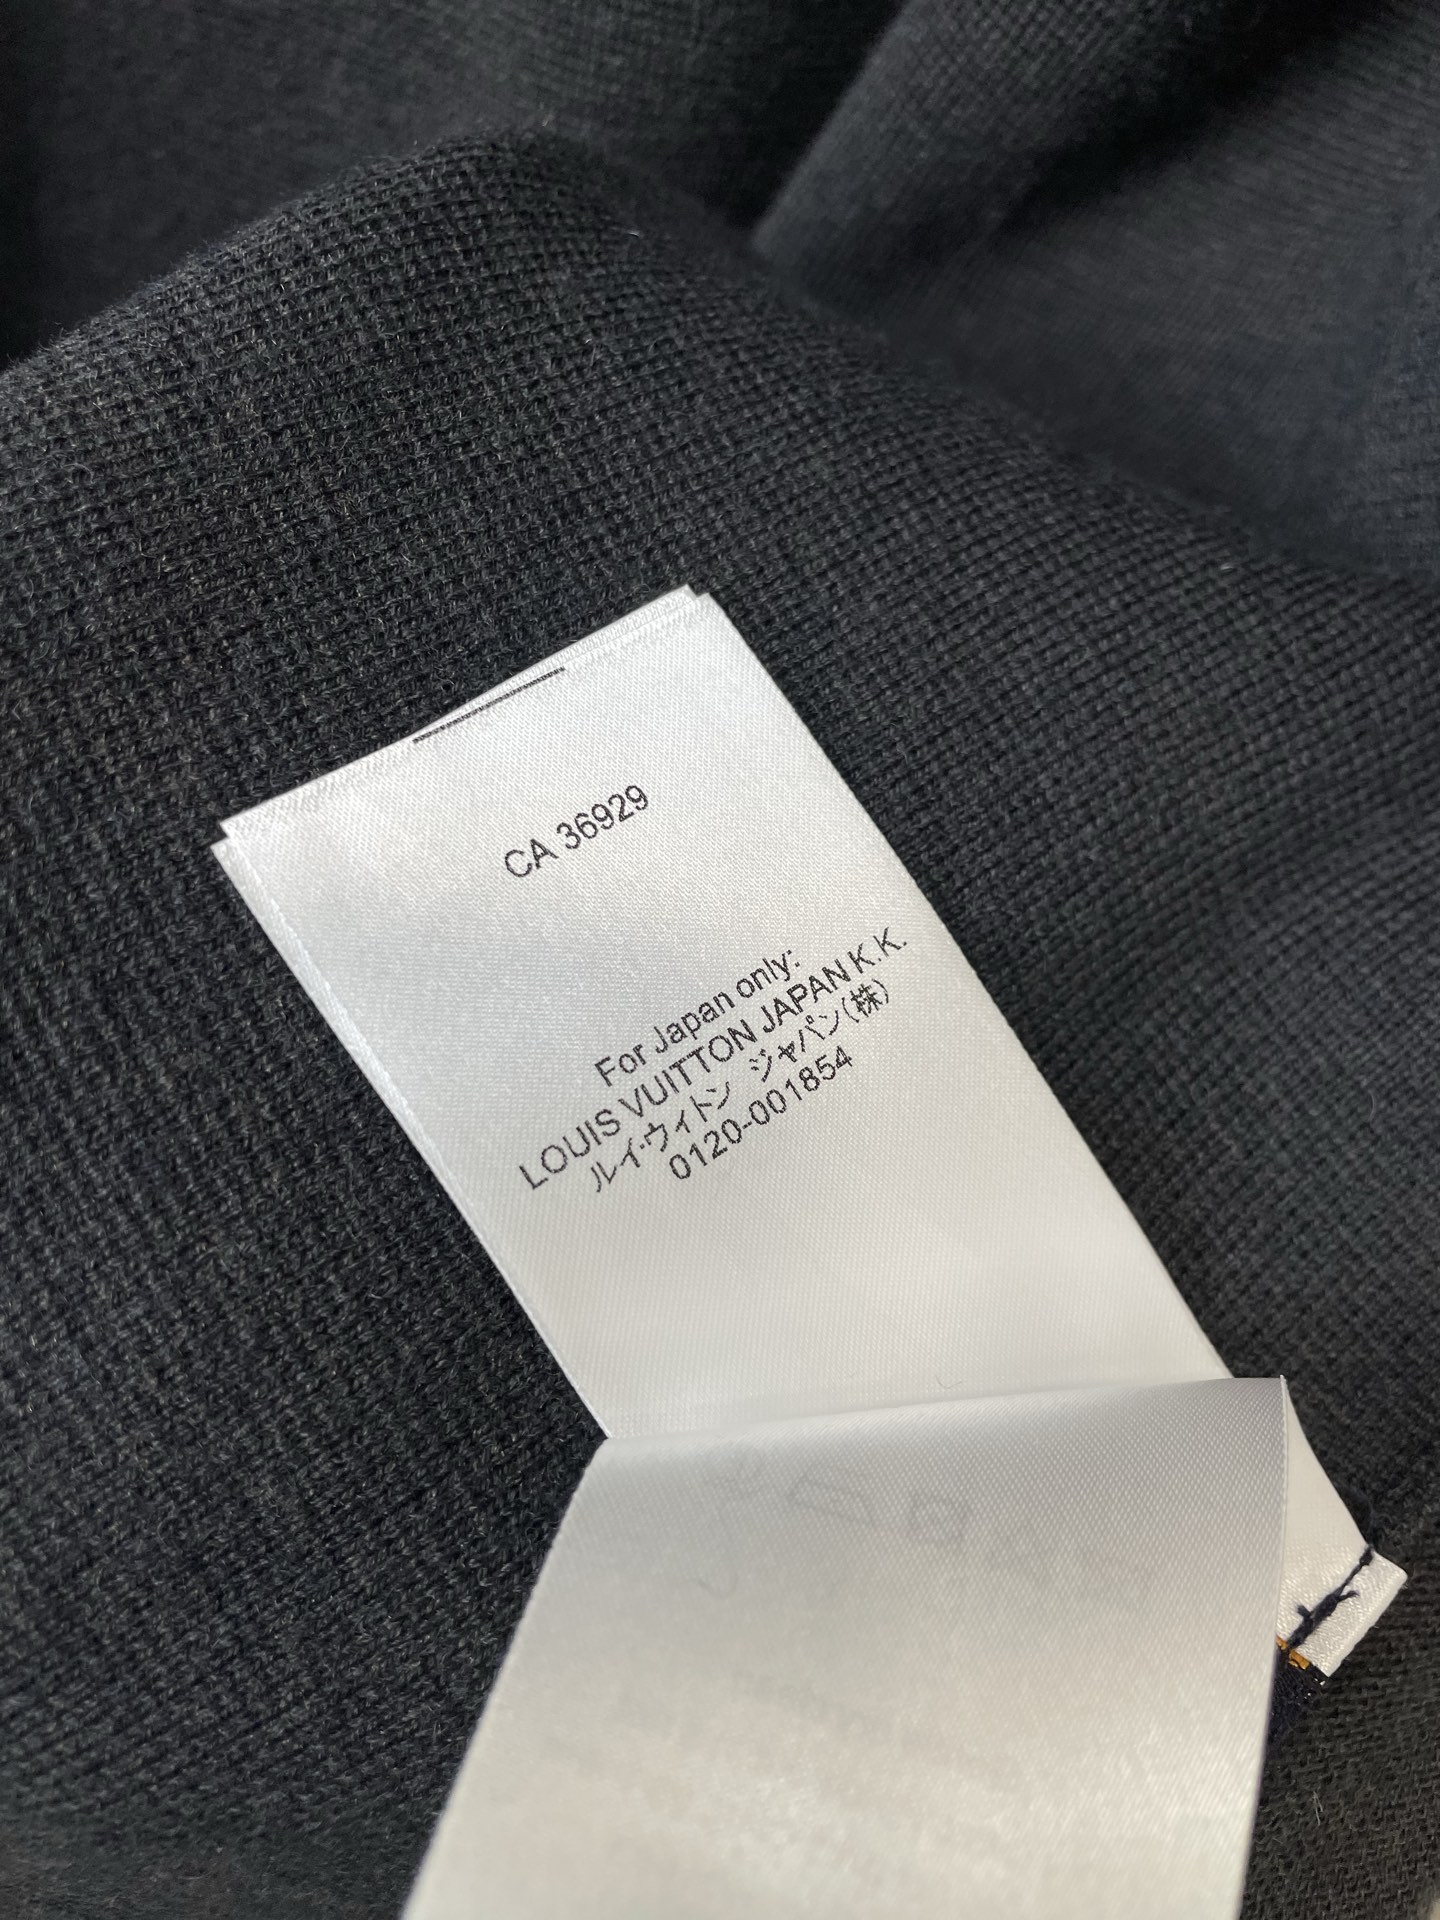 CA 36929
For Japan only:
LOUIS VUITTON JAPAN K.K.
ルイ・ウィトン ジャパン(株)
0120-001854